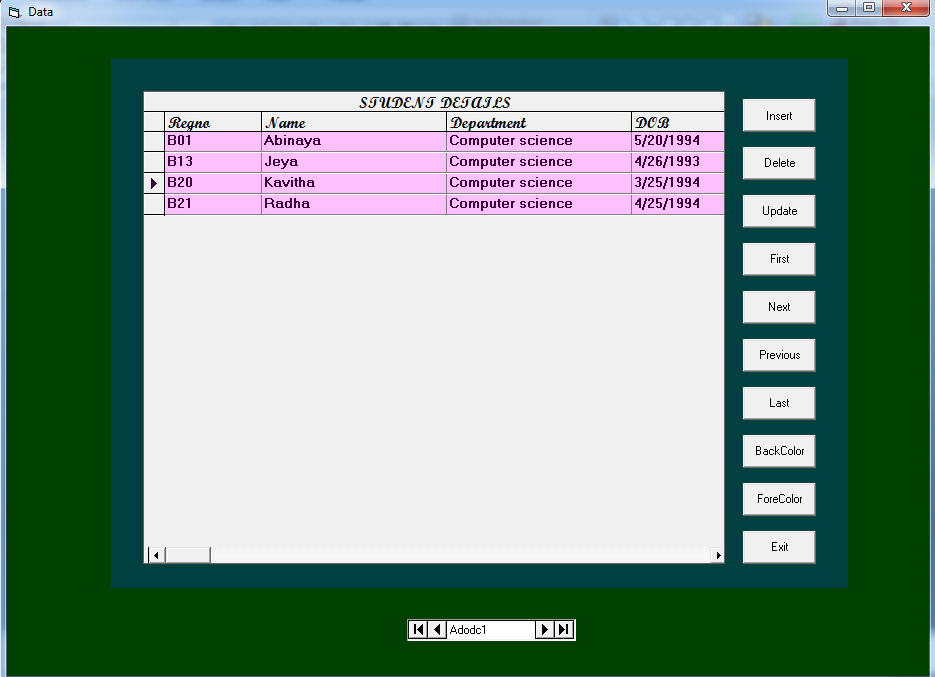 Data
STUDENT DETAILS
Regno Name Department DOB
B01 Abinaya Computer science 5/20/1994
B13 Jeya Computer science 4/26/1993
B20 Kavitha Computer science 3/25/1994
B21 Radha Computer science 4/25/1994
Insert
Delete
Update
First
Next
Previous
Last
BackColor
ForeColor
Exit
Adodc1